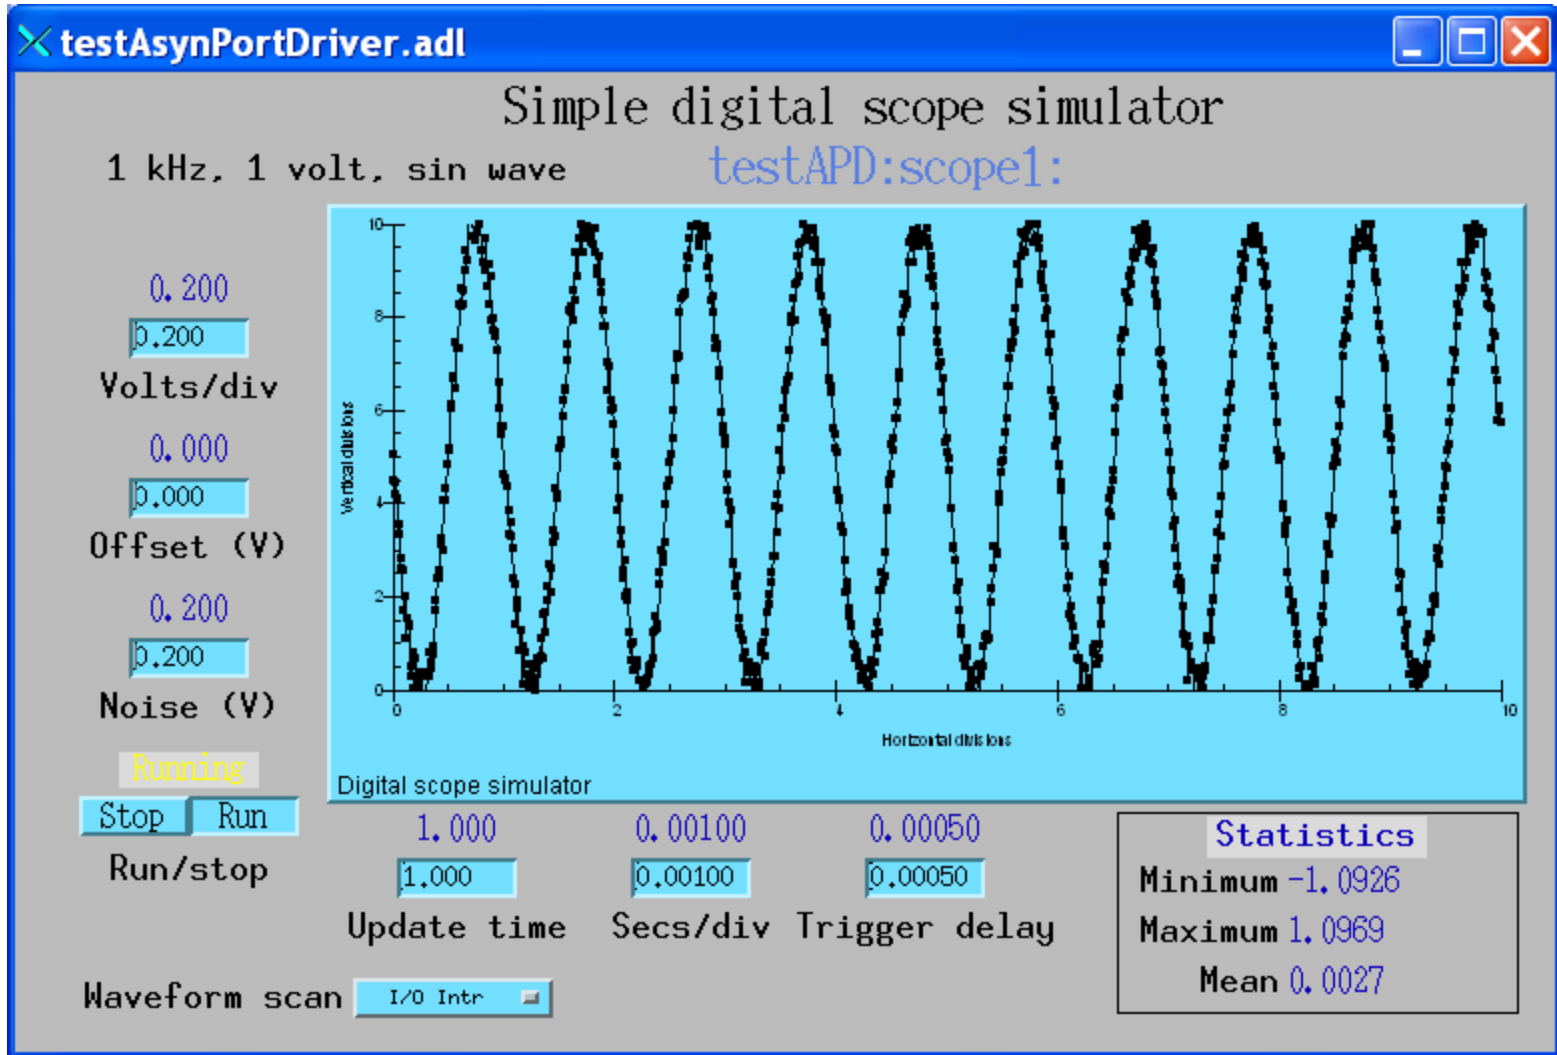 testAsynPortDriver.adl
Simple digital scope simulator
1 kHz, 1 volt, sin wave
testAPD:scope1:
0.200
0.200
Volts/div
0.000
0.000
Offset (V)
0.200
0.200
Noise (V)
Running
Stop Run
Run/stop
10
8
6
4
2
0
Vertical divisions
0 2 4 6 8 10
Horizontal divisions
Digital scope simulator
1.000
1.000
Update time
0.00100
0.00100
Secs/div
0.00050
0.00050
Trigger delay
Statistics
Minimum -1.0926
Maximum 1.0969
Mean 0.0027
Waveform scan I/O Intr